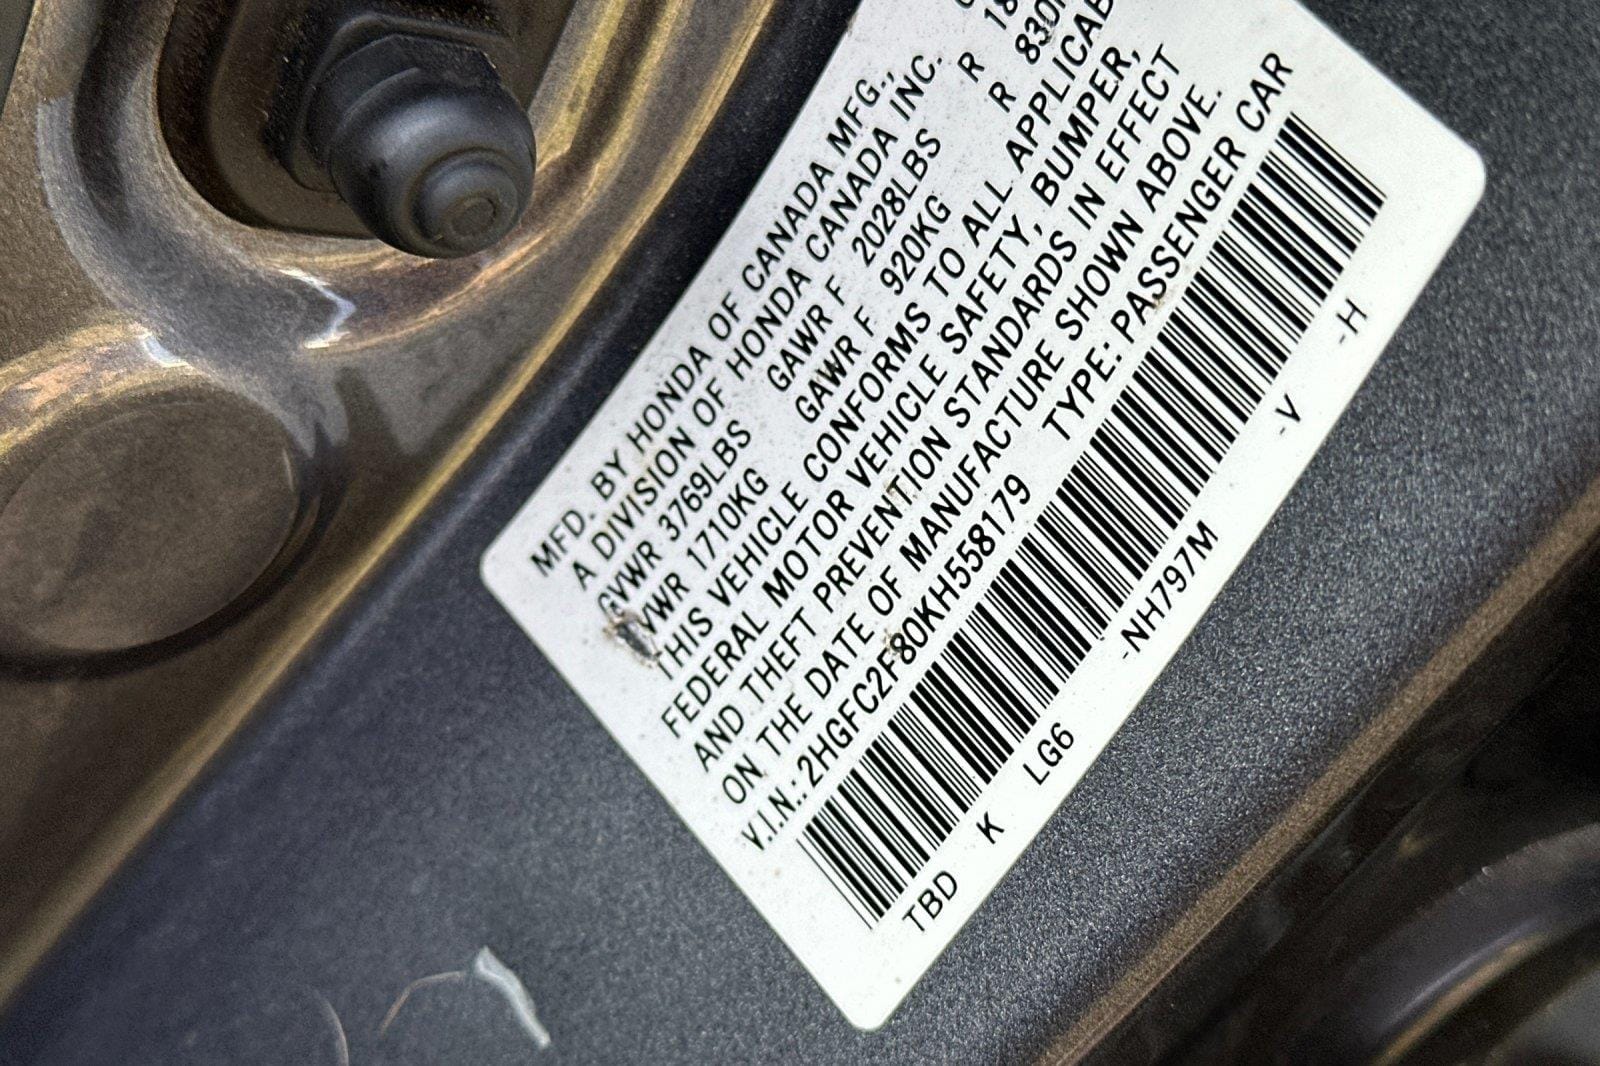 MFD. BY HONDA OF CANADA MFG.,
A DIVISION OF HONDA CANADA INC.
GVWR 3769LBS GAWR F 2028LBS R 18
GVWR 1710KG GAWR F 920KG R 830
THIS VEHICLE CONFORMS TO ALL APPLICAB
FEDERAL MOTOR VEHICLE SAFETY, BUMPER,
AND THEFT PREVENTION STANDARDS IN EFFECT
ON THE DATE OF MANUFACTURE SHOWN ABOVE.
V.I.N.: 2HGFC2F80KH558179 TYPE: PASSENGER CAR
TBD K LG6 -NH797M -V -H